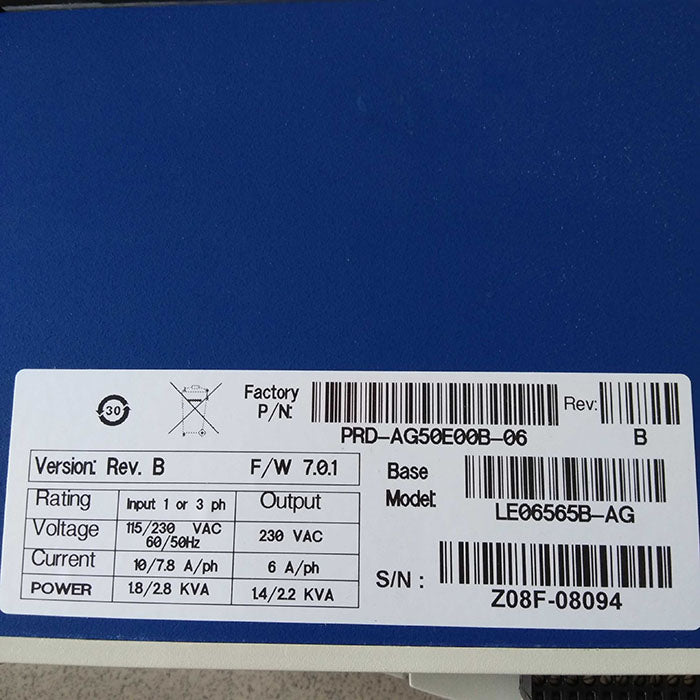 30
Factory P/N:
PRD-AG50E00B-06
Rev:
B
Version: Rev. B F/W 7.0.1
Base Model:
LE06565B-AG
Rating Input 1 or 3 ph Output
Voltage 115/230 VAC 60/50Hz 230 VAC
Current 10/7.8 A/ph 6 A/ph
POWER 1.8/2.8 KVA 1.4/2.2 KVA
S/N :
Z08F-08094